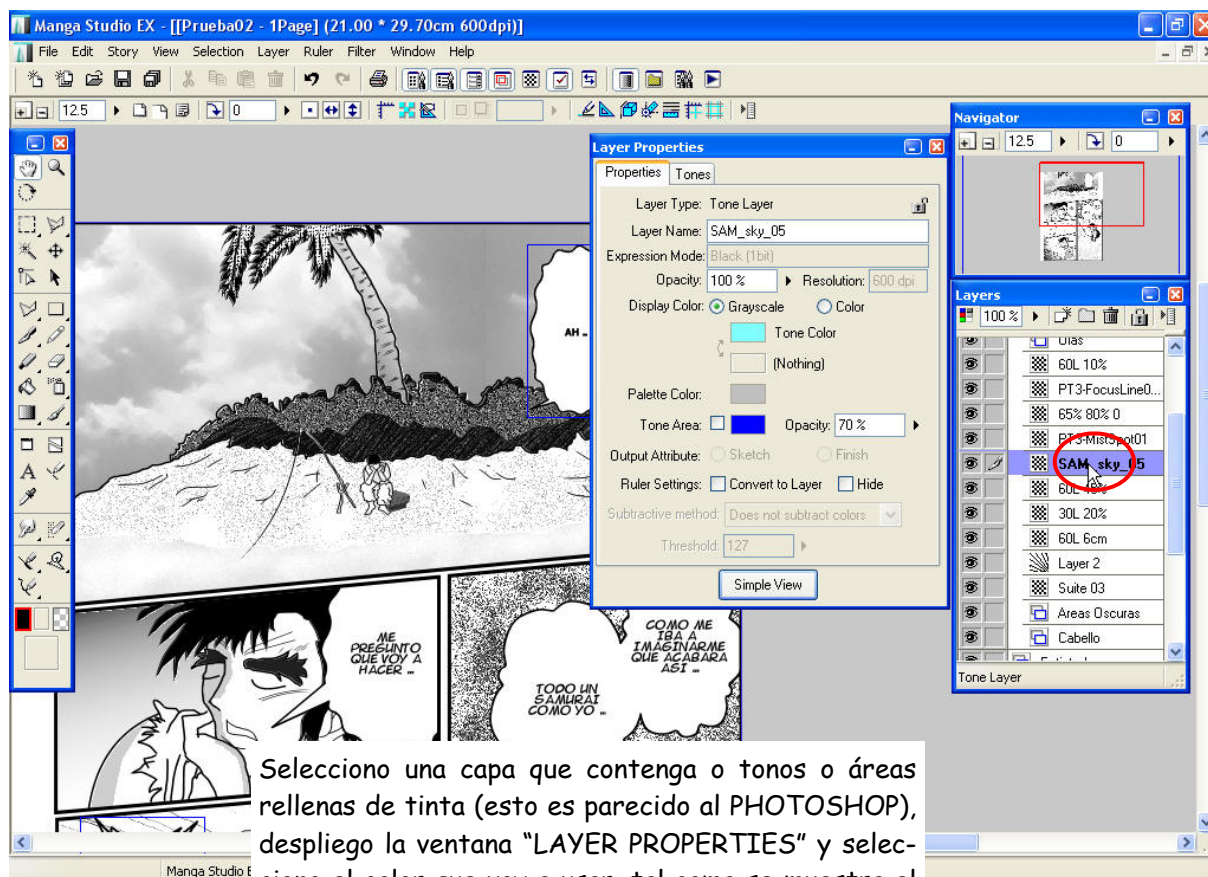 Manga Studio EX - [[Prueba02 - 1Page] (21.00 * 29.70cm 600dpi)]
File Edit Story View Selection Layer Ruler Filter Window Help
12.5 0
Navigator
12.5 0
Layer Properties
Properties Tones
Layer Type: Tone Layer
Layer Name: SAM_sky_05
Expression Mode: Black (1bit)
Opacity: 100 % Resolution: 600 dpi
Display Color: Grayscale Color
Tone Color
(Nothing)
Palette Color:
Tone Area: Opacity: 70 %
Output Attribute: Sketch Finish
Ruler Settings: Convert to Layer Hide
Subtractive method: Does not subtract colors
Threshold: 127
Simple View
Layers
100 %
Olas
60L 10%
PT3-FocusLine0...
65% 80% 0
PT3-MistSpot01
SAM_sky_05
30L 20%
60L 6cm
Layer 2
Suite 03
Areas Oscuras
Cabello
Tone Layer
AH ..
ME
PREGUNTO
QUE VOY A
HACER ...
COMO ME
IBA A
IMAGINARME
QUE ACABARA
ASI ...
TODO UN
SAMURAI
COMO YO ..
Selecciono una capa que contenga o tonos o áreas
rellenas de tinta (esto es parecido al PHOTOSHOP),
despliego la ventana “LAYER PROPERTIES” y selec-
Manga Studio